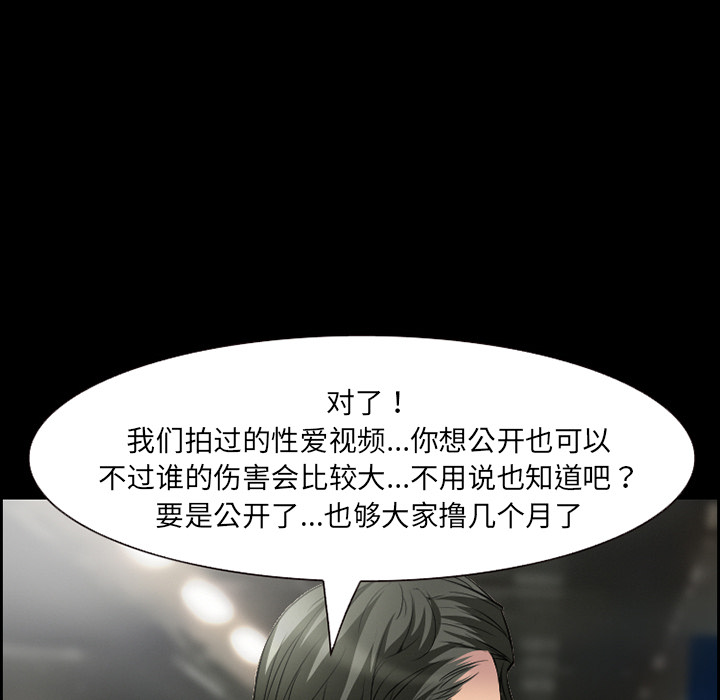 对了！
我们拍过的性爱视频...你想公开也可以
不过谁的伤害会比较大...不用说也知道吧？
要是公开了...也够大家撸几个月了